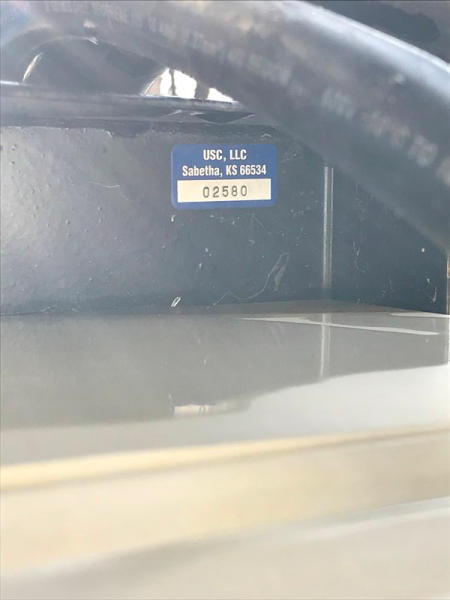 USC, LLC
Sabetha, KS 66534
02580